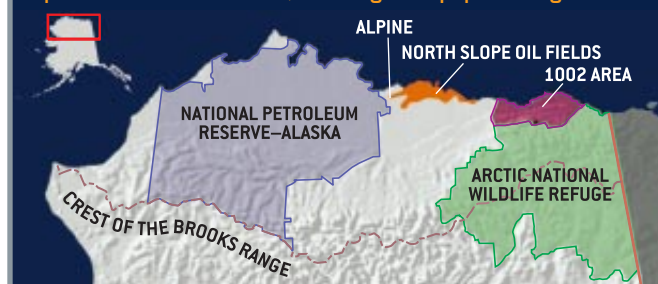 ALPINE
NORTH SLOPE OIL FIELDS
1002 AREA
NATIONAL PETROLEUM
RESERVE–ALASKA
ARCTIC NATIONAL
WILDLIFE REFUGE
CREST OF THE BROOKS RANGE